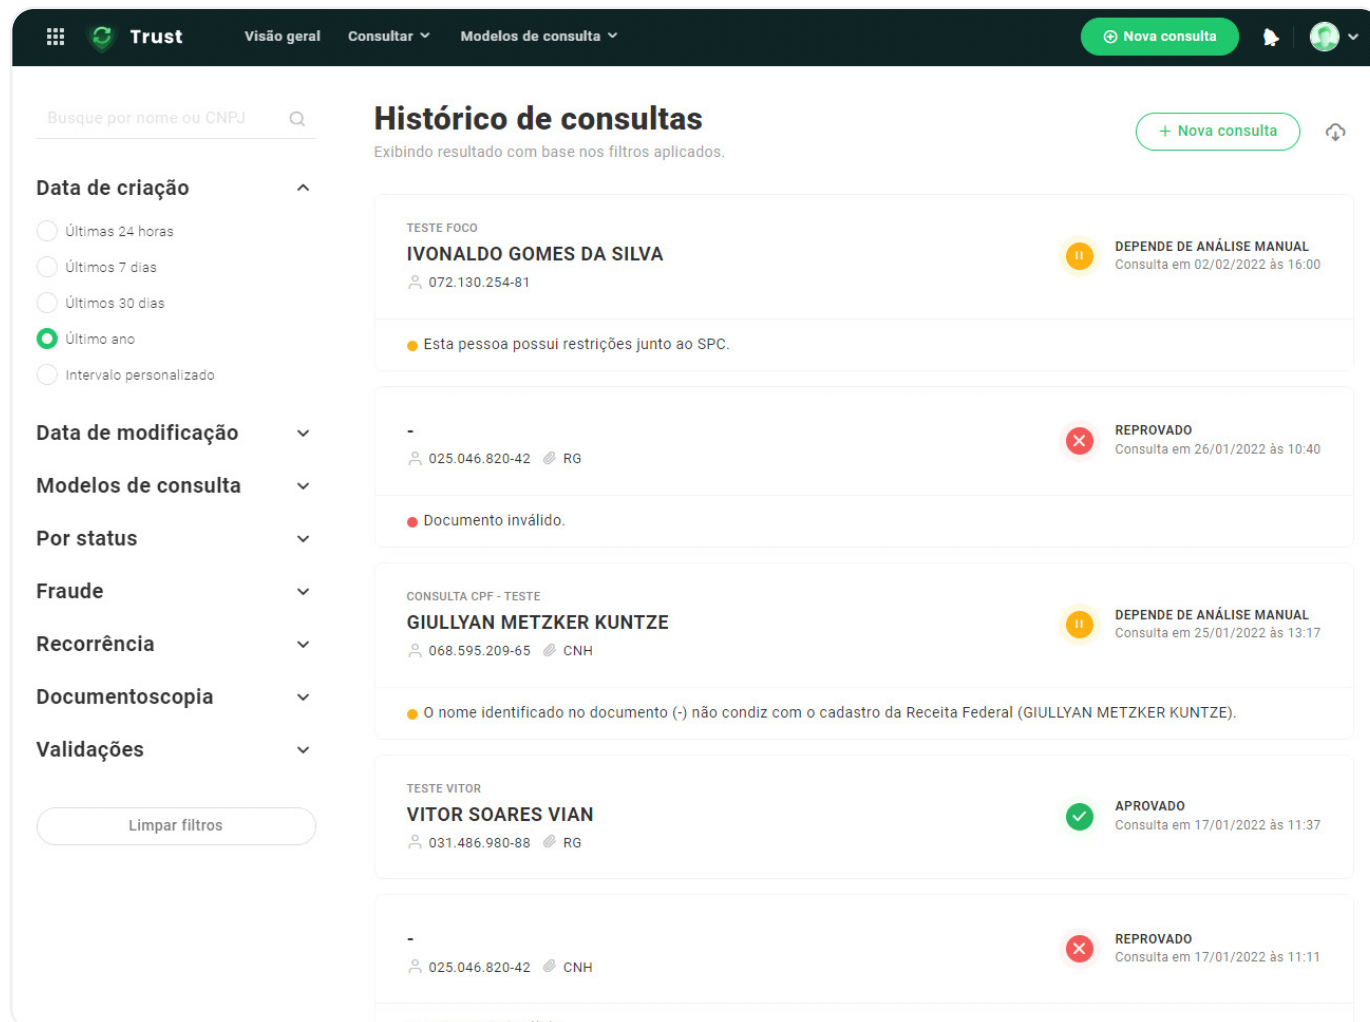 Trust
Visão geral
Consultar
Modelos de consulta
Nova consulta
Busque por nome ou CNPJ
Data de criação
Últimas 24 horas
Últimos 7 dias
Últimos 30 dias
Último ano
Intervalo personalizado
Data de modificação
Modelos de consulta
Por status
Fraude
Recorrência
Documentoscopia
Validações
Limpar filtros
Histórico de consultas
Exibindo resultado com base nos filtros aplicados.
+ Nova consulta
TESTE FOCO
IVONALDO GOMES DA SILVA
072.130.254-81
DEPENDE DE ANÁLISE MANUAL
Consulta em 02/02/2022 às 16:00
Esta pessoa possui restrições junto ao SPC.
-
025.046.820-42 RG
REPROVADO
Consulta em 26/01/2022 às 10:40
Documento inválido.
CONSULTA CPF - TESTE
GIULLYAN METZKER KUNTZE
068.595.209-65 CNH
DEPENDE DE ANÁLISE MANUAL
Consulta em 25/01/2022 às 13:17
O nome identificado no documento (-) não condiz com o cadastro da Receita Federal (GIULLYAN METZKER KUNTZE).
TESTE VITOR
VITOR SOARES VIAN
031.486.980-88 RG
APROVADO
Consulta em 17/01/2022 às 11:37
-
025.046.820-42 CNH
REPROVADO
Consulta em 17/01/2022 às 11:11